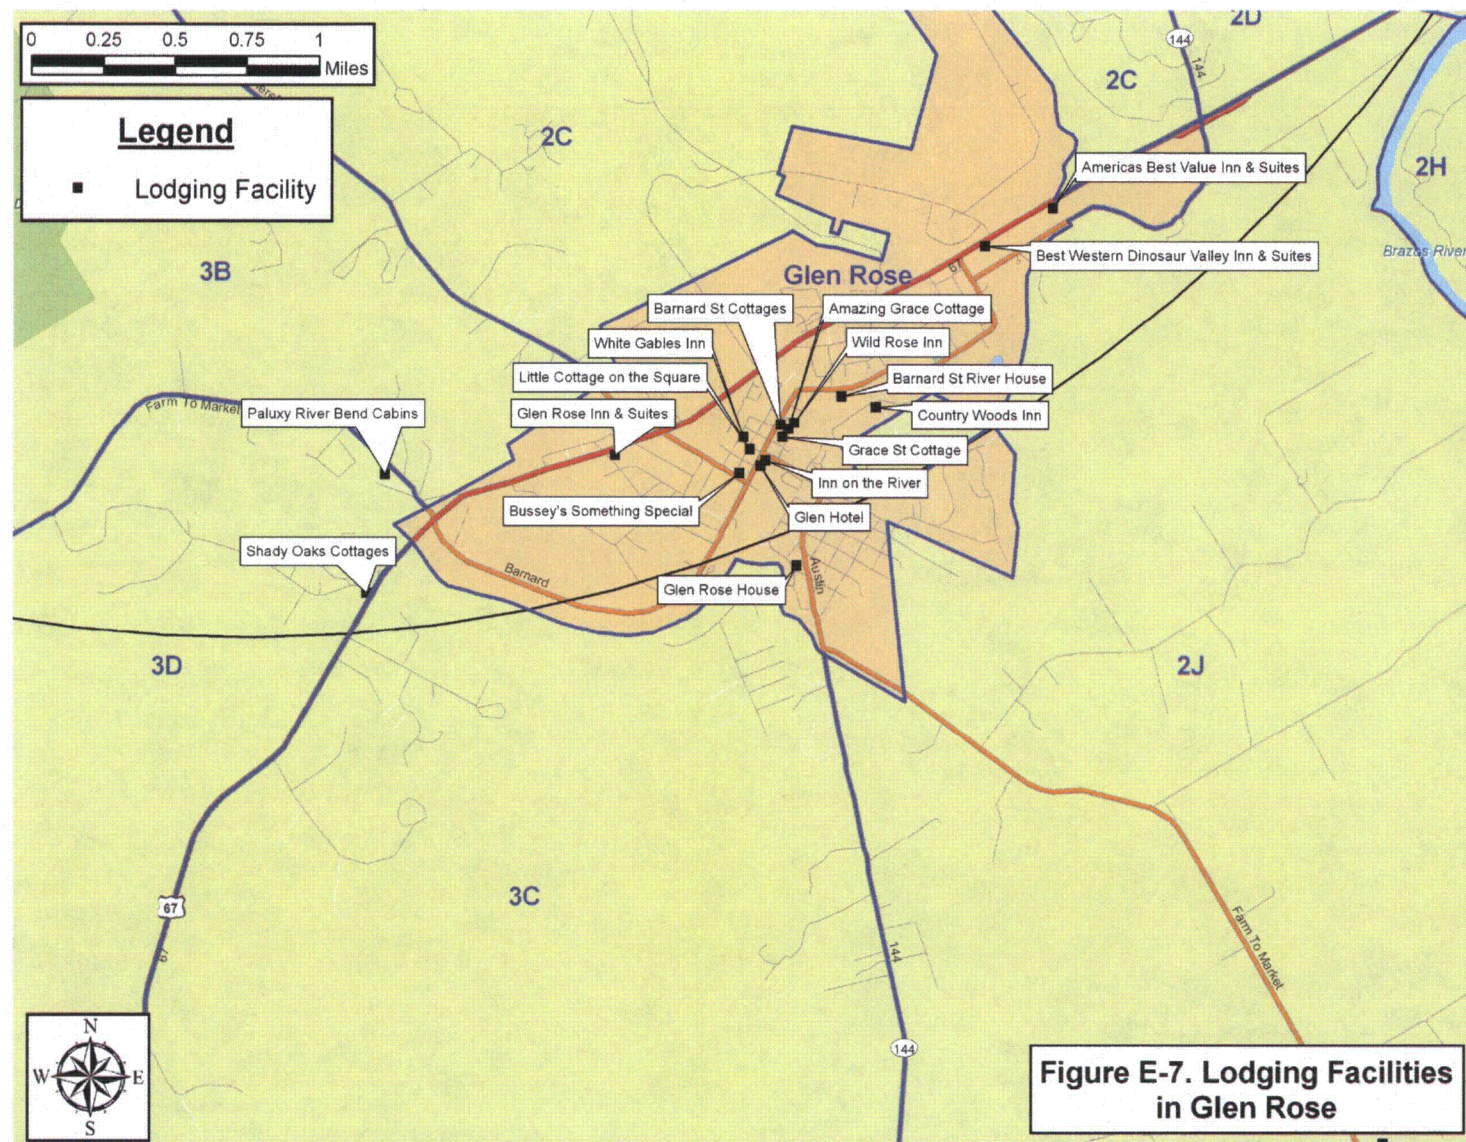 0 0.25 0.5 0.75 1
Miles
Legend
Lodging Facility
2D
144
144
2C
2C
2H
Americas Best Value Inn & Suites
3B
Best Western Dinosaur Valley Inn & Suites
Brazos River
Glen Rose
67
Barnard St Cottages
Amazing Grace Cottage
White Gables Inn
Wild Rose Inn
Little Cottage on the Square
Barnard St River House
Farm To Market
Paluxy River Bend Cabins
Glen Rose Inn & Suites
Country Woods Inn
Grace St Cottage
Inn on the River
Bussey's Something Special
Glen Hotel
Shady Oaks Cottages
Barnard
Austin
Glen Rose House
3D
2J
3C
67
67
144
Farm To Market
144
N
W E
S
Figure E-7. Lodging Facilities
in Glen Rose